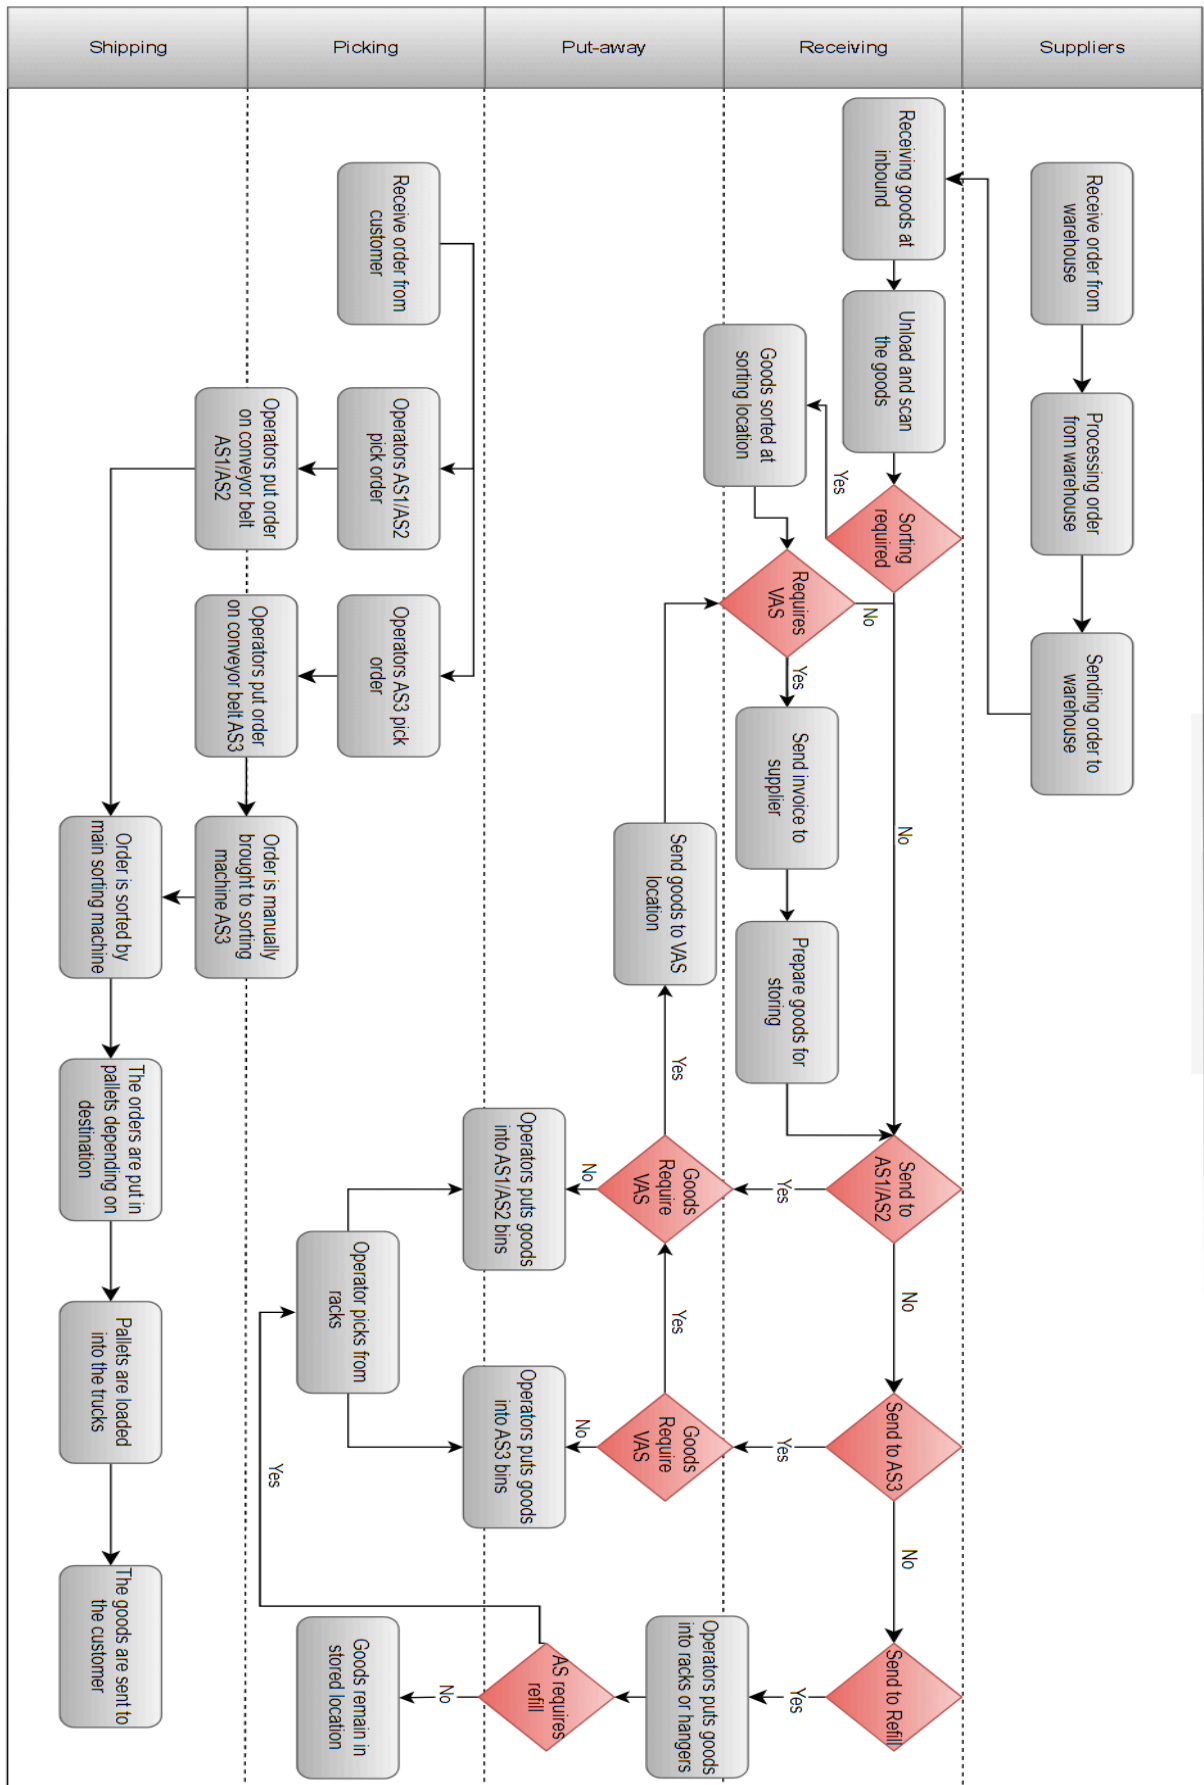 Shipping
Picking
Put-away
Receiving
Suppliers
Receive order from
warehouse
Processing order
from warehouse
Sending order to
warehouse
Receiving goods at
inbound
Unload and scan
the goods
Sorting
required
Yes
No
Goods sorted at
sorting location
Requires
VAS
No
Yes
Send invoice to
supplier
Prepare goods for
storing
Send to
AS1/AS2
Yes
No
Send to AS3
Yes
No
Send to Refill
Yes
Goods
Require
VAS
Yes
No
Goods
Require
VAS
Yes
No
Send goods to VAS
location
Operators puts goods
into AS1/AS2 bins
Operators puts goods
into AS3 bins
Operators puts goods
into racks or hangers
AS requires
refill
Yes
No
Receive order from
customer
Operators AS1/AS2
pick order
Operators AS3 pick
order
Operator picks from
racks
Goods remain in
stored location
Operators put order
on conveyor belt
AS1/AS2
Operators put order
on conveyor belt AS3
Order is manually
brought to sorting
machine AS3
Order is sorted by
main sorting machine
The orders are put in
pallets depending on
destination
Pallets are loaded
into the trucks
The goods are sent to
the customer